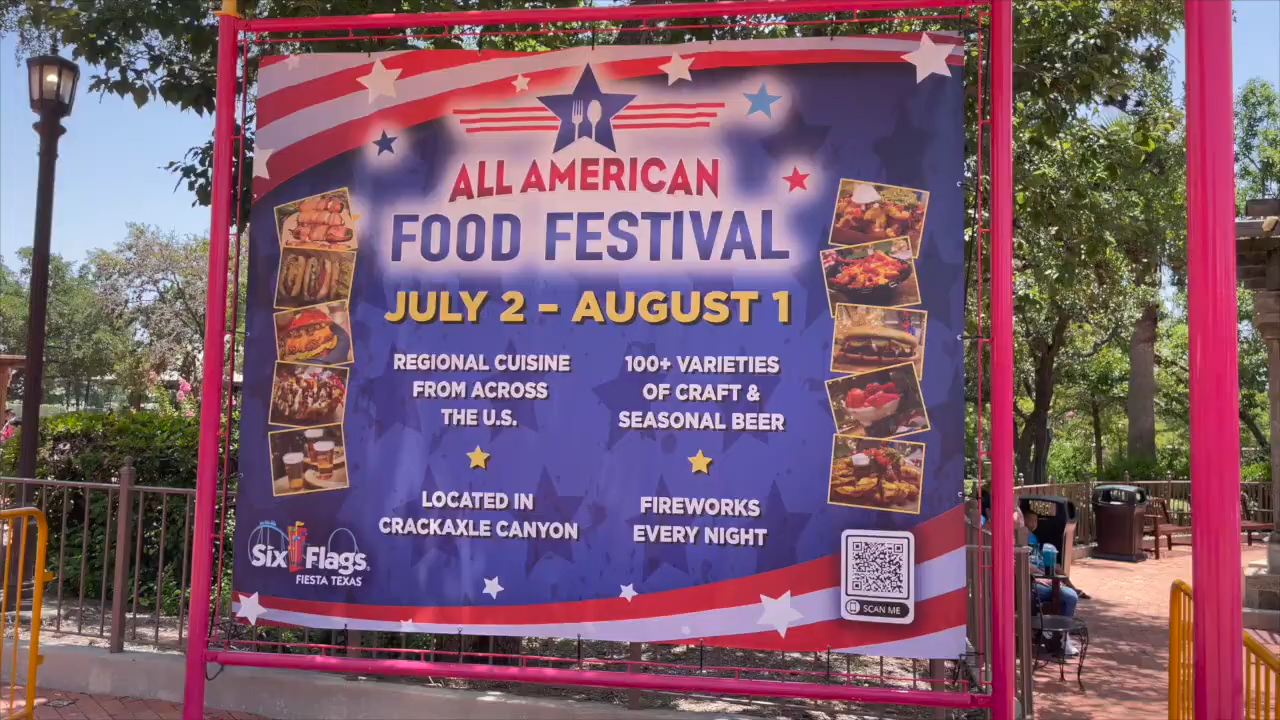 ALL AMERICAN
FOOD FESTIVAL
JULY 2 - AUGUST 1
REGIONAL CUISINE
FROM ACROSS
THE U.S.
100+ VARIETIES
OF CRAFT &
SEASONAL BEER
LOCATED IN
CRACKAXLE CANYON
FIREWORKS
EVERY NIGHT
Six Flags
FIESTA TEXAS
SCAN ME